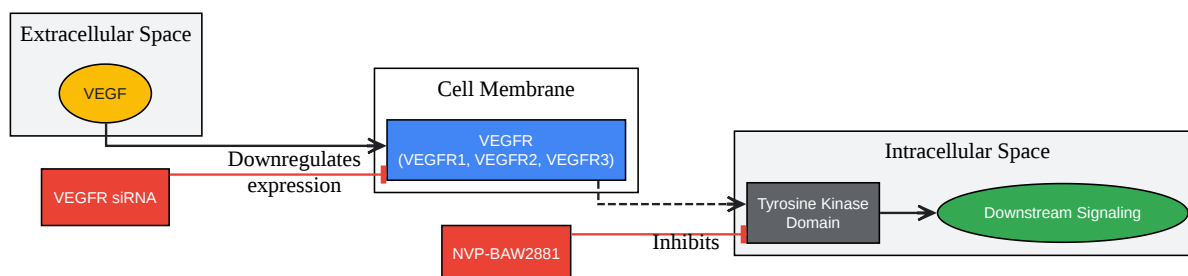 Extracellular Space
VEGF
Cell Membrane
VEGFR
(VEGFR1, VEGFR2, VEGFR3)
Downregulates
expression
VEGFR siRNA
Intracellular Space
Tyrosine Kinase
Domain
Downstream Signaling
Inhibits
NVP-BAW2881